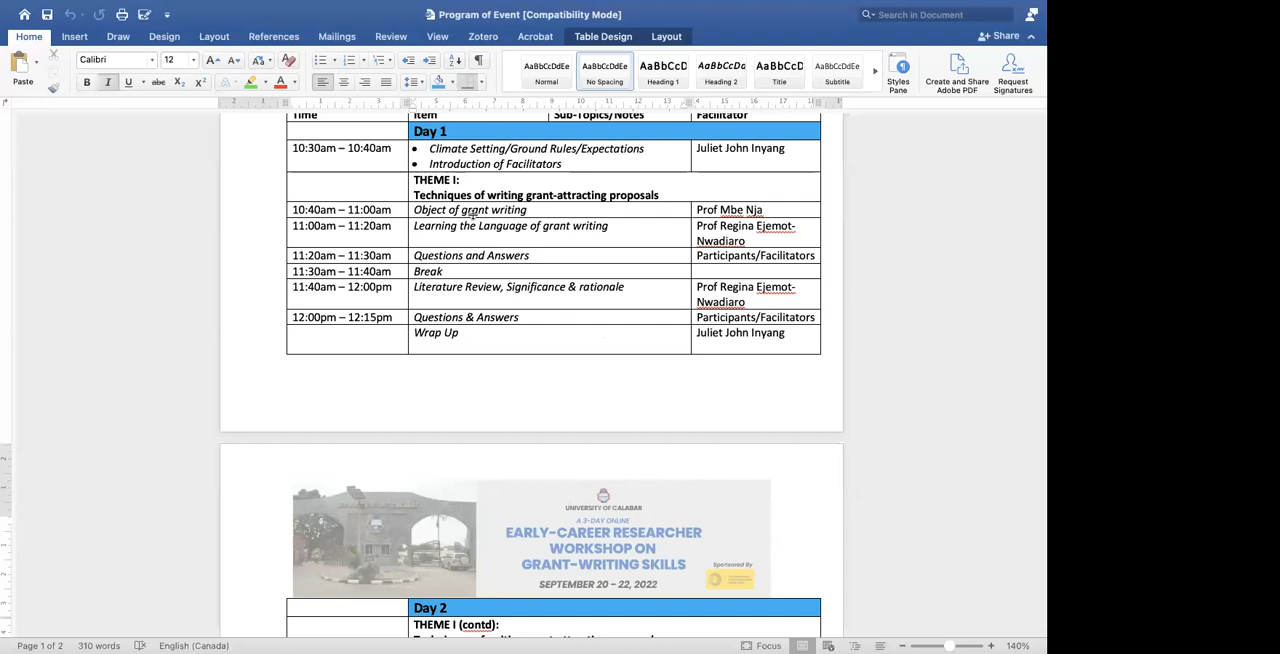 Program of Event [Compatibility Mode]
Search in Document
Home Insert Draw Design Layout References Mailings Review View Zotero Acrobat Table Design Layout
Share
Paste
Calibri 12
AaBbCcDdEe AaBbCcDdEe AaBbCcD AaBbCcDd AaBbCcD AaBbCcDdEe
Normal No Spacing Heading 1 Heading 2 Title Subtitle
Styles Pane
Create and Share Adobe PDF
Request Signatures
Time Item Sub-Topics/Notes Facilitator
Day 1
10:30am – 10:40am • Climate Setting/Ground Rules/Expectations Juliet John Inyang
• Introduction of Facilitators
THEME I:
Techniques of writing grant-attracting proposals
10:40am – 11:00am Object of grant writing Prof Mbe Nja
11:00am – 11:20am Learning the Language of grant writing Prof Regina Ejemot-
Nwadiaro
11:20am – 11:30am Questions and Answers Participants/Facilitators
11:30am – 11:40am Break
11:40am – 12:00pm Literature Review, Significance & rationale Prof Regina Ejemot-
Nwadiaro
12:00pm – 12:15pm Questions & Answers Participants/Facilitators
Wrap Up Juliet John Inyang
UNIVERSITY OF CALABAR
A 3-DAY ONLINE
EARLY-CAREER RESEARCHER
WORKSHOP ON
GRANT-WRITING SKILLS
SEPTEMBER 20 – 22, 2022
Sponsored By
Day 2
THEME I (contd):
Page 1 of 2 310 words English (Canada) Focus 140%